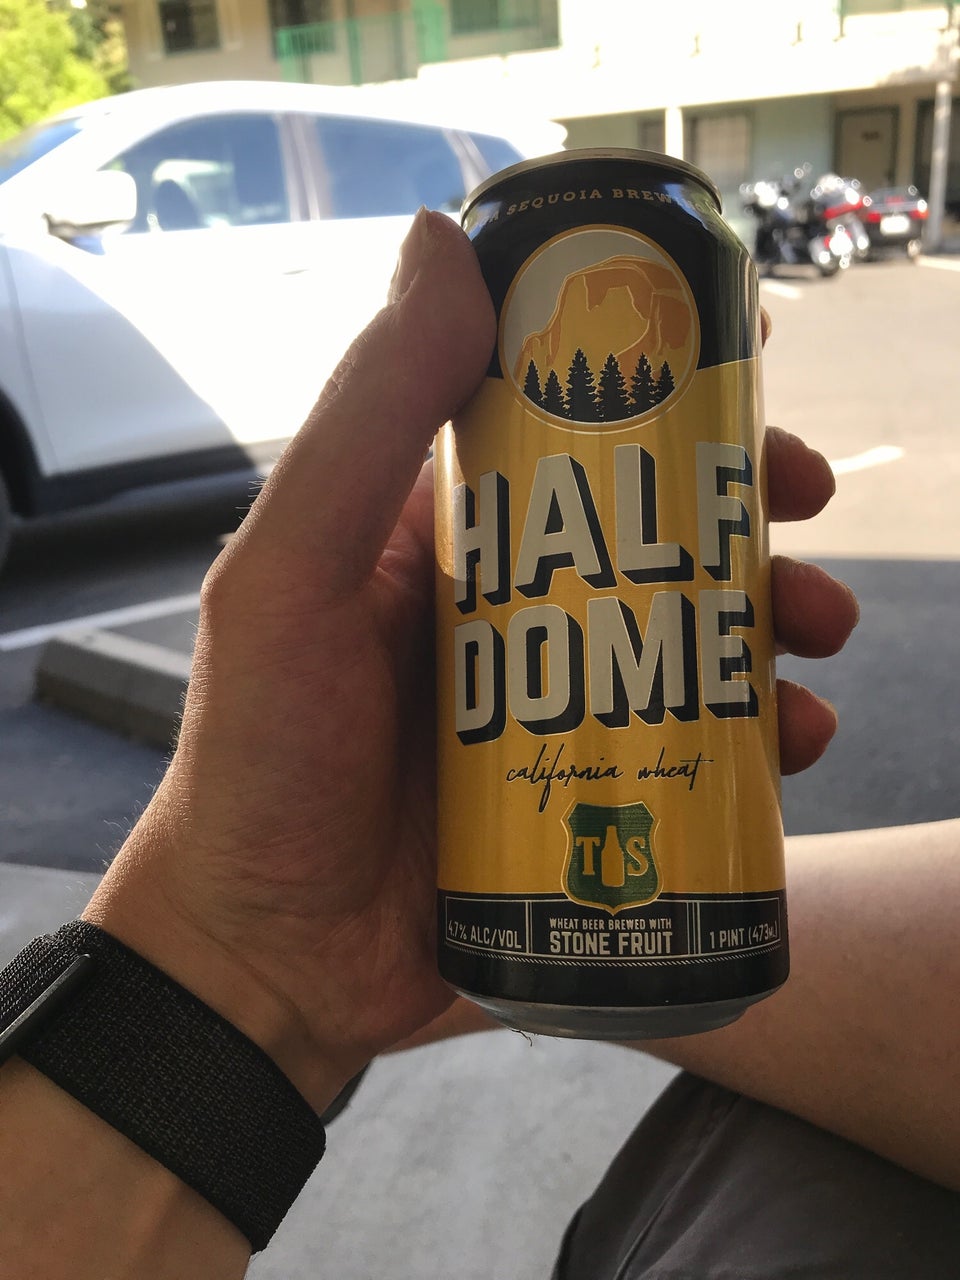 SEQUOIA
HALF
DOME
california wheat
TS
4.7% ALC/VOL
WHEAT BEER BREWED WITH
STONE FRUIT
1 PINT (473mL)